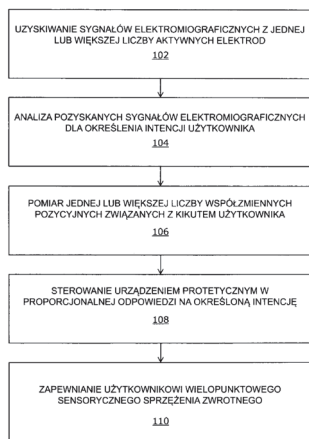 UZYSKIWANIE SYGNAŁÓW ELEKTROMIOGRAFICZNYCH Z JEDNEJ
LUB WIĘKSZEJ LICZBY AKTYWNYCH ELEKTROD
102
ANALIZA POZYSKANYCH SYGNAŁÓW ELEKTROMIOGRAFICZNYCH
DLA OKREŚLENIA INTENCJI UŻYTKOWNIKA
104
POMIAR JEDNEJ LUB WIĘKSZEJ LICZBY WSPÓŁZMIENNYCH
POZYCYJNYCH ZWIĄZANYCH Z KIKUTEM UŻYTKOWNIKA
106
STEROWANIE URZĄDZENIEM PROTETYCZNYM W
PROPORCJONALNEJ ODPOWIEDZI NA OKREŚLONĄ INTENCJĘ
108
ZAPEWNIANIE UŻYTKOWNIKOWI WIELOPUNKTOWEGO
SENSORYCZNEGO SPRZĘŻENIA ZWROTNEGO
110